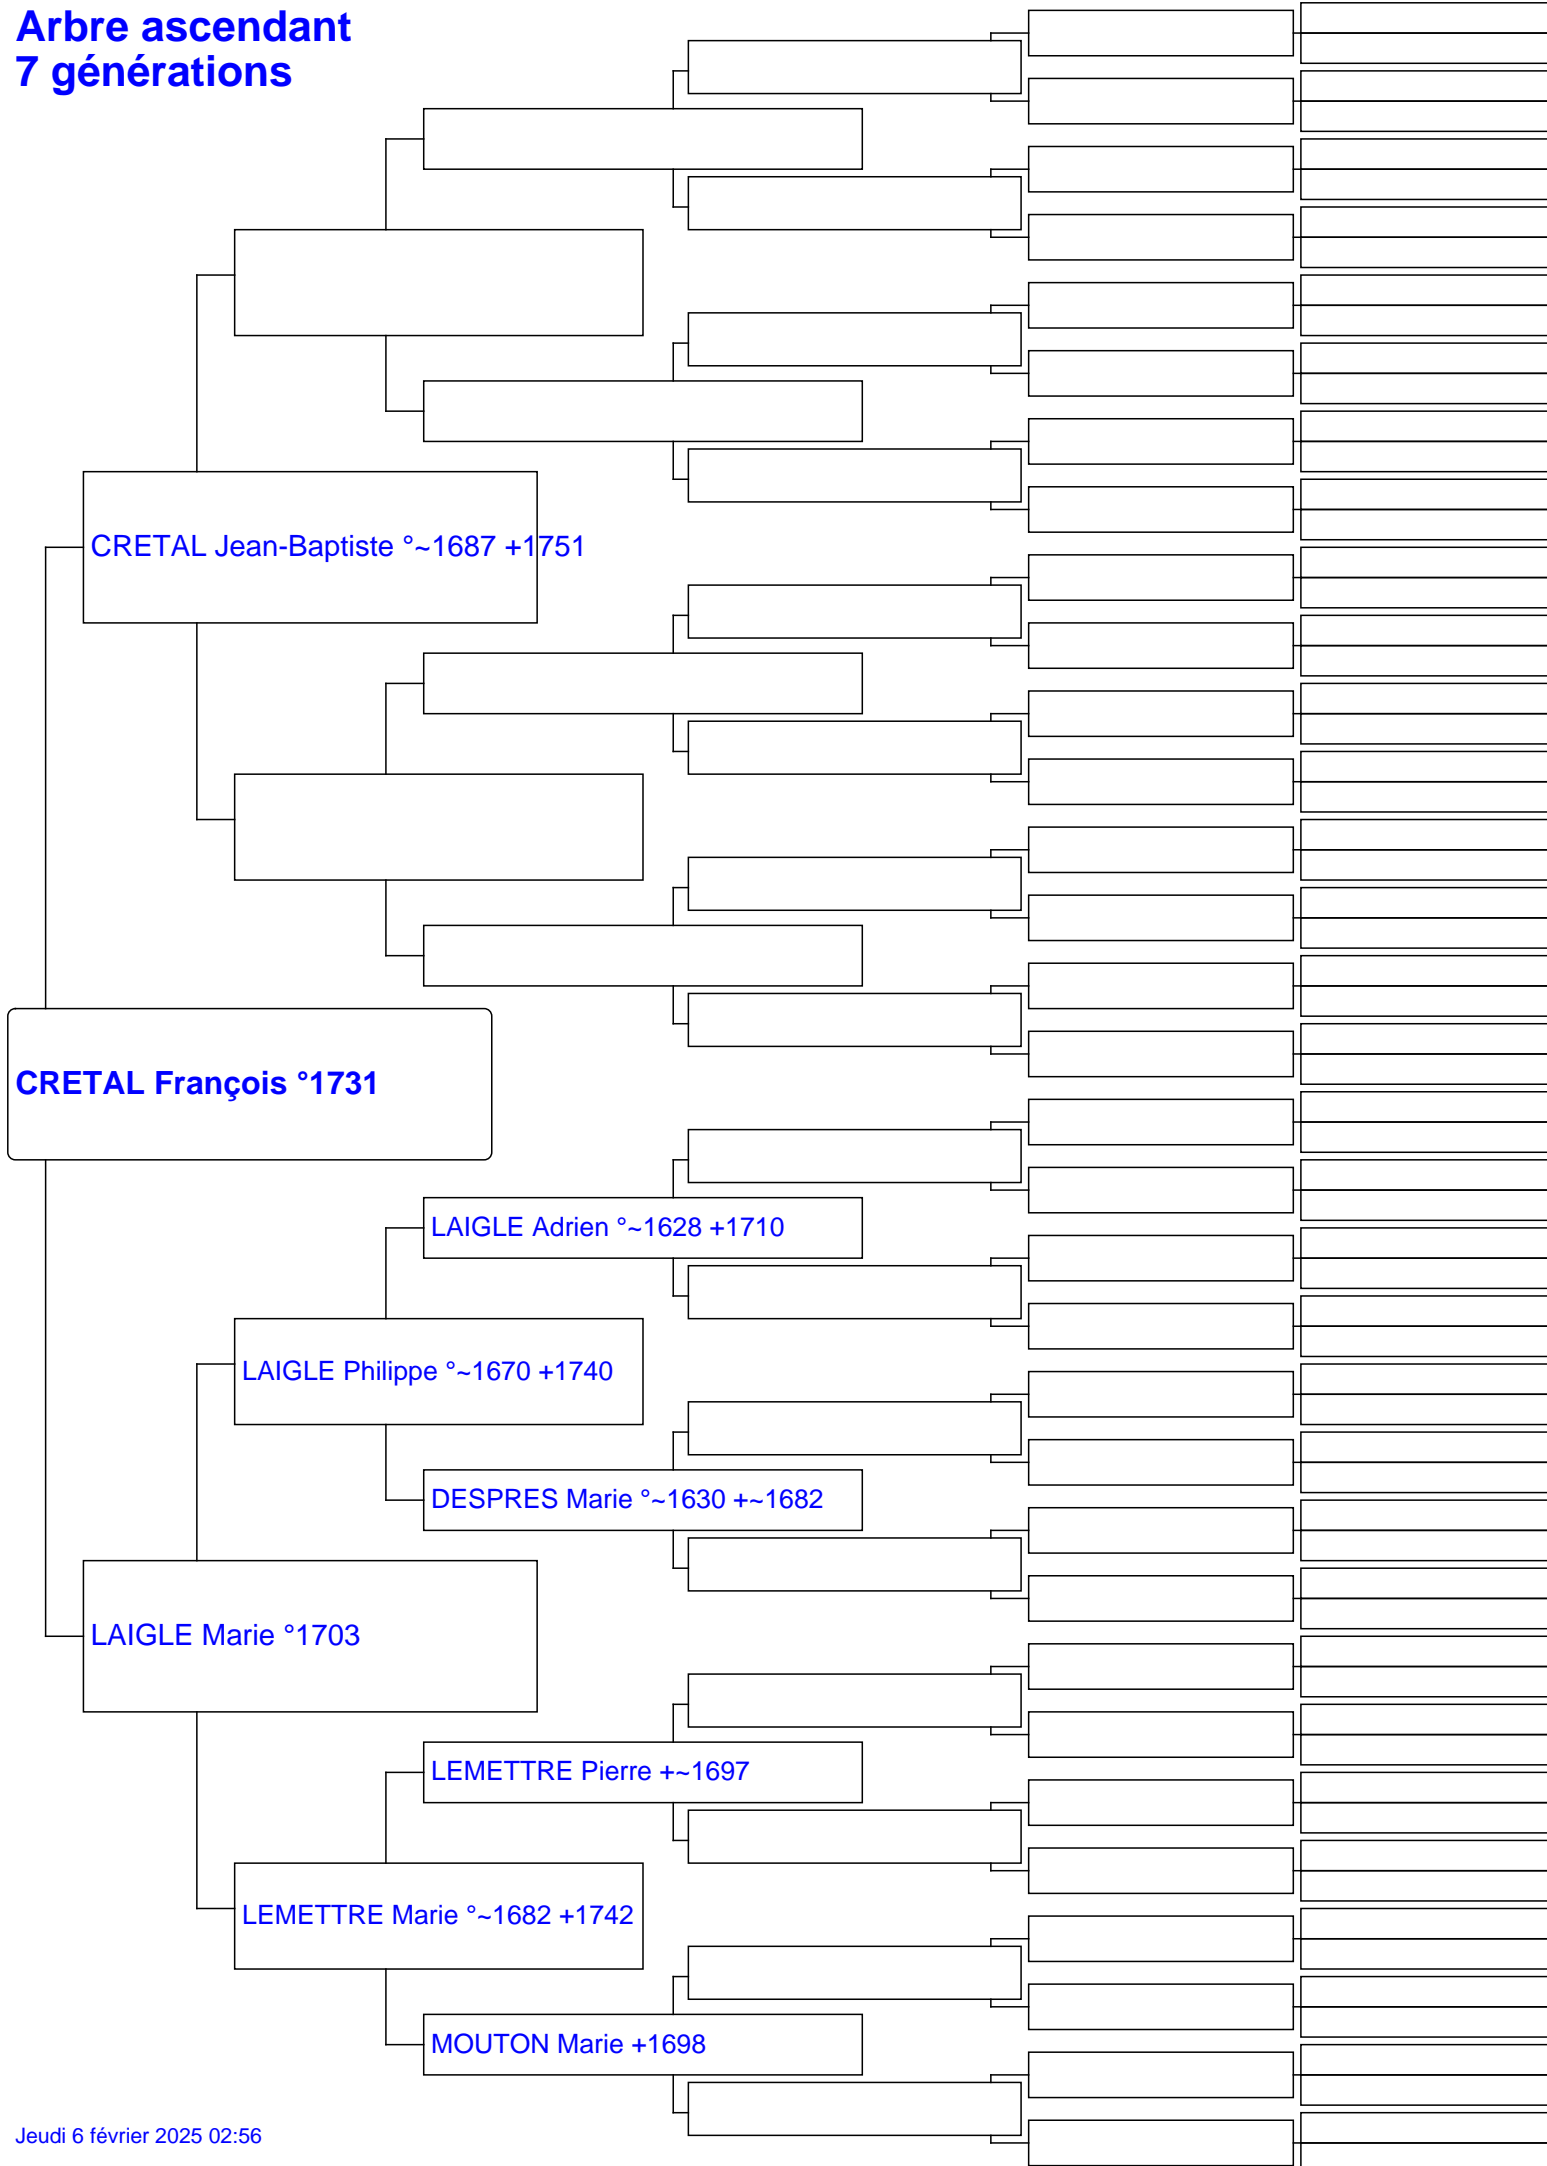 Arbre ascendant
7 générations
CRETAL Jean-Baptiste °~1687 +1751
CRETAL François °1731
LAIGLE Adrien °~1628 +1710
LAIGLE Philippe °~1670 +1740
DESPRES Marie °~1630 +~1682
LAIGLE Marie °1703
LEMETTRE Pierre +~1697
LEMETTRE Marie °~1682 +1742
MOUTON Marie +1698
Jeudi 6 février 2025 02:56